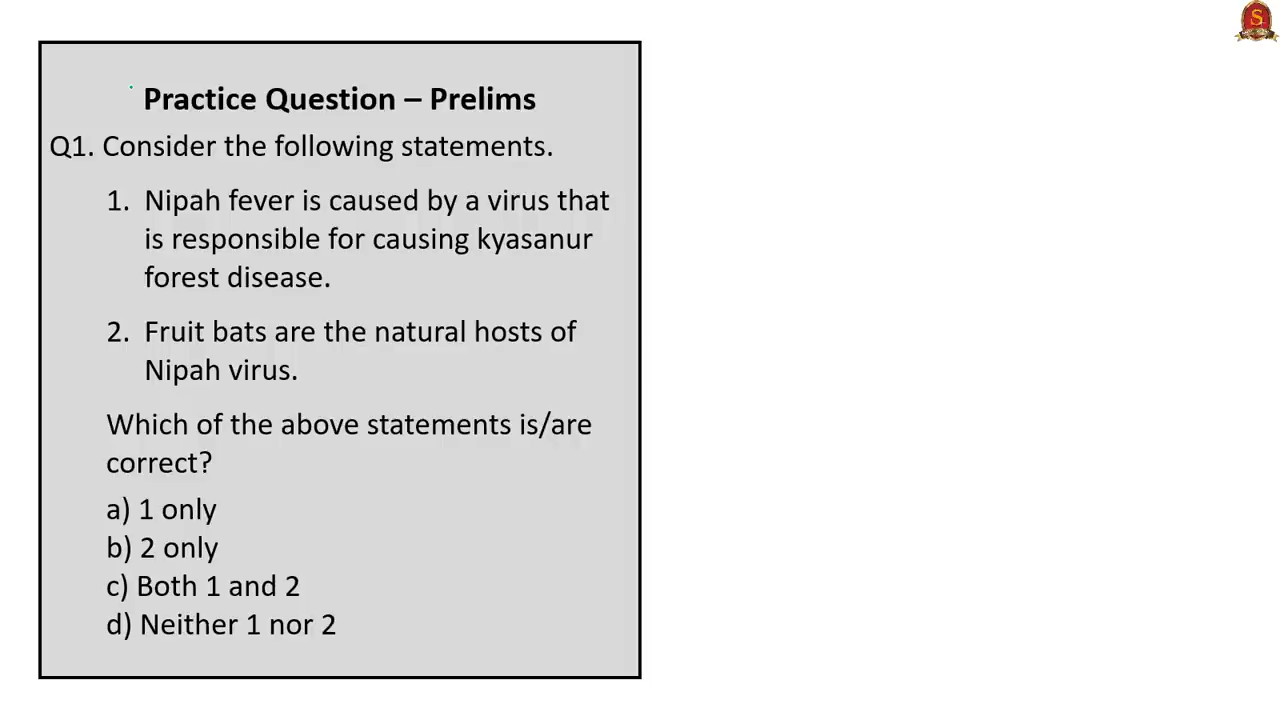 S
Practice Question – Prelims
Q1. Consider the following statements.
1. Nipah fever is caused by a virus that
is responsible for causing kyasanur
forest disease.
2. Fruit bats are the natural hosts of
Nipah virus.
Which of the above statements is/are
correct?
a) 1 only
b) 2 only
c) Both 1 and 2
d) Neither 1 nor 2